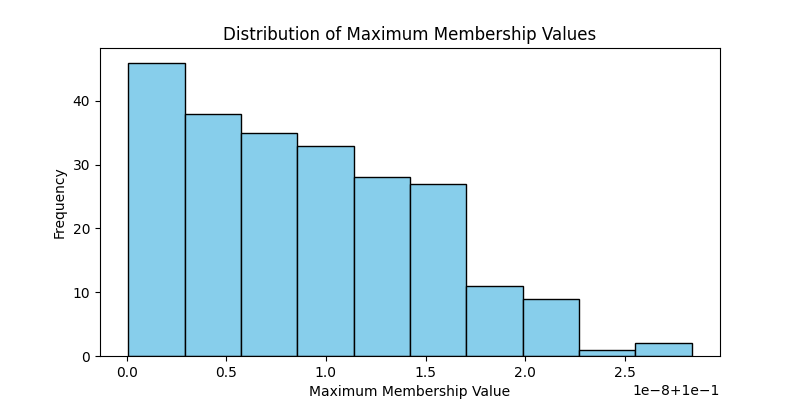 Distribution of Maximum Membership Values
Frequency
40
30
20
10
0
0.0 0.5 1.0 1.5 2.0 2.5
1e−8+1e−1
Maximum Membership Value